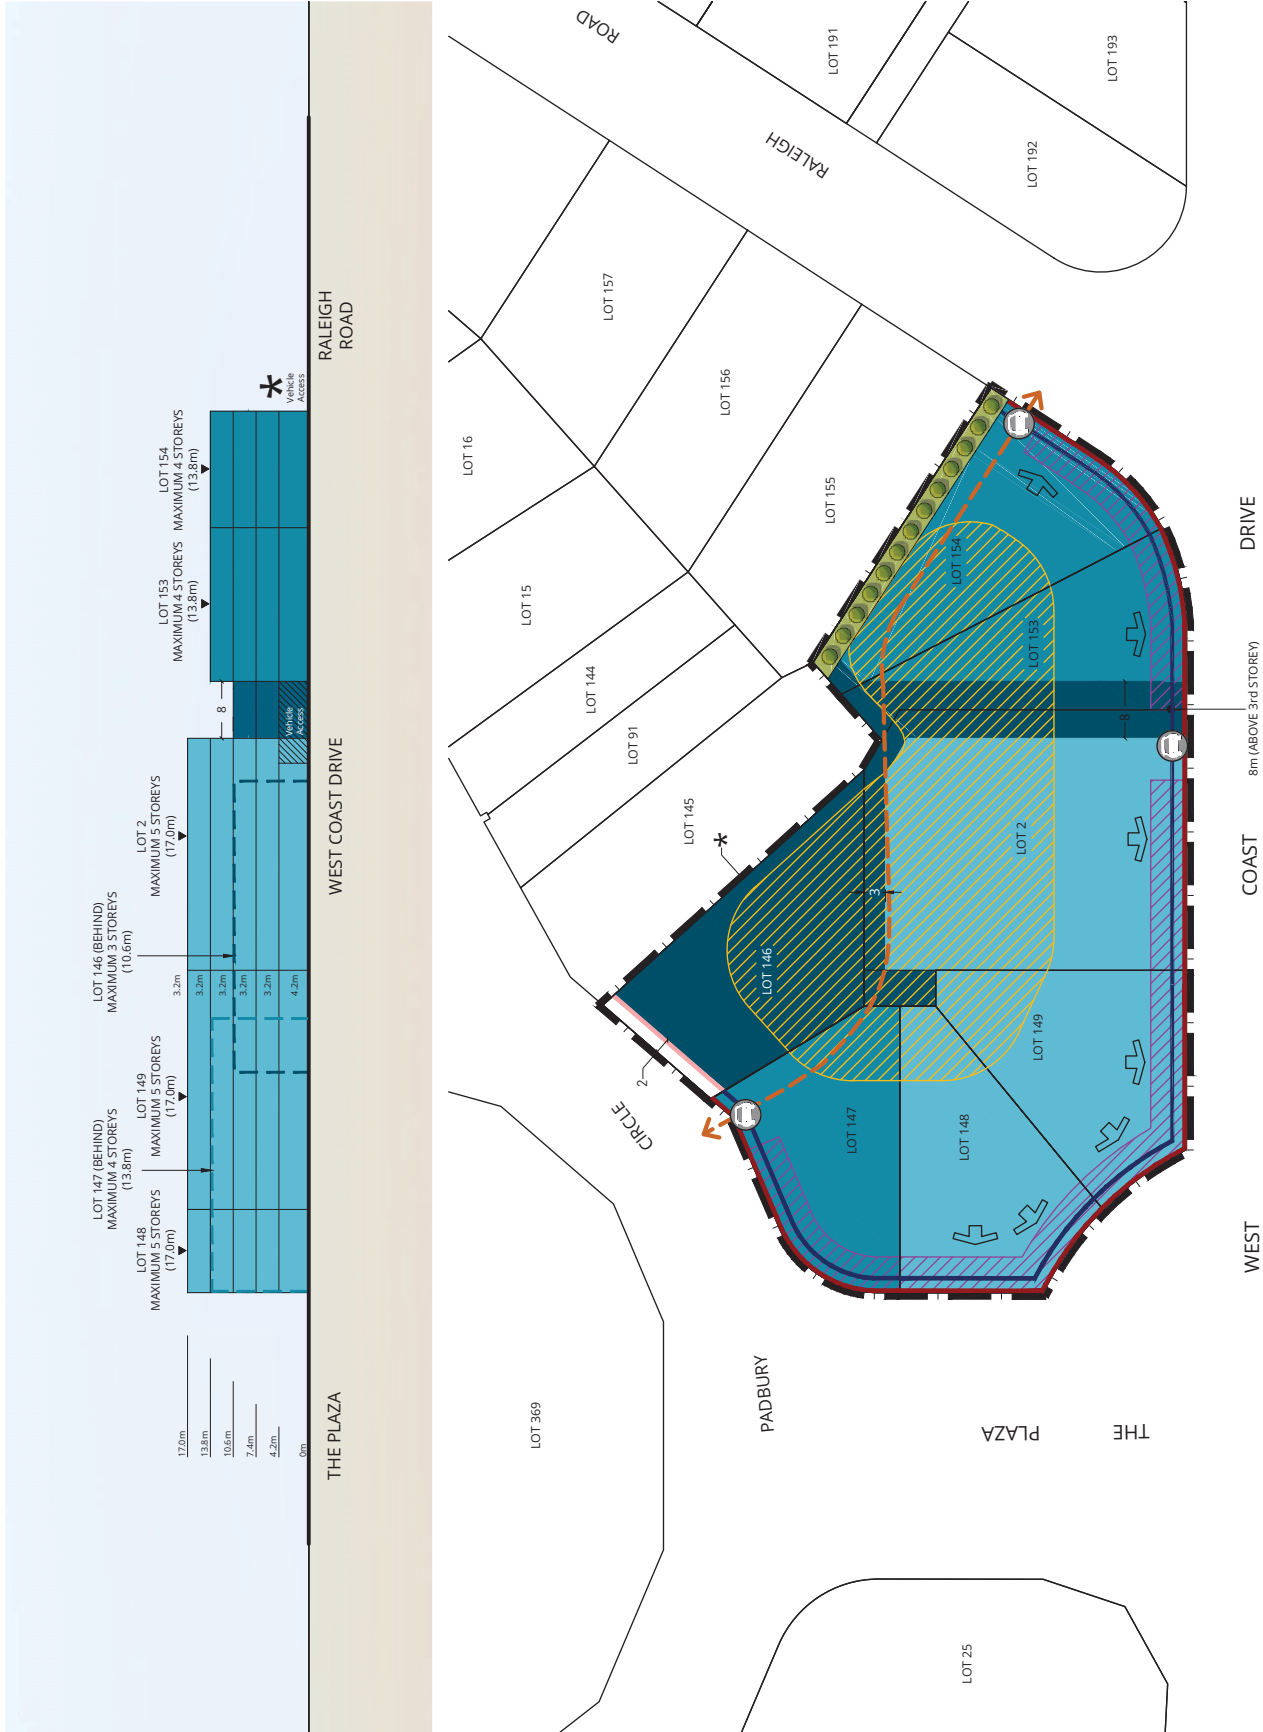 LOT 148
MAXIMUM 5 STOREYS
(17.0m)
LOT 147 (BEHIND)
MAXIMUM 4 STOREYS
(13.8m)
LOT 149
MAXIMUM 5 STOREYS
(17.0m)
LOT 146 (BEHIND)
MAXIMUM 3 STOREYS
(10.6m)
LOT 2
MAXIMUM 5 STOREYS
(17.0m)
LOT 153
MAXIMUM 4 STOREYS
(13.8m)
LOT 154
MAXIMUM 4 STOREYS
(13.8m)
17.0m
13.8m
10.6m
7.4m
4.2m
0m
3.2m
3.2m
3.2m
3.2m
3.2m
4.2m
8
Vehicle
Access
*
Vehicle
Access
THE PLAZA
WEST COAST DRIVE
RALEIGH
ROAD
ROAD
RALEIGH
LOT 191
LOT 193
LOT 192
LOT 157
LOT 156
LOT 16
LOT 155
LOT 15
LOT 144
LOT 91
LOT 145
*
LOT 369
LOT 25
CIRCLE
PADBURY
2
LOT 146
LOT 147
LOT 148
LOT 149
LOT 2
LOT 153
LOT 154
3
8
8m (ABOVE 3rd STOREY)
THE
PLAZA
WEST
COAST
DRIVE